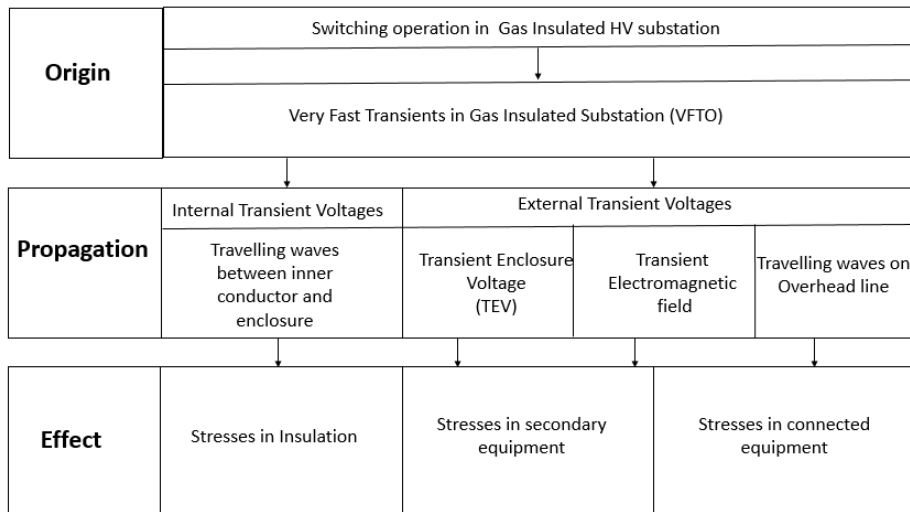 Origin
Switching operation in Gas Insulated HV substation
Very Fast Transients in Gas Insulated Substation (VFTO)
Propagation
Internal Transient Voltages
External Transient Voltages
Travelling waves
between inner
conductor and
enclosure
Transient Enclosure
Voltage
(TEV)
Transient
Electromagnetic
field
Travelling waves on
Overhead line
Effect
Stresses in Insulation
Stresses in secondary
equipment
Stresses in connected
equipment